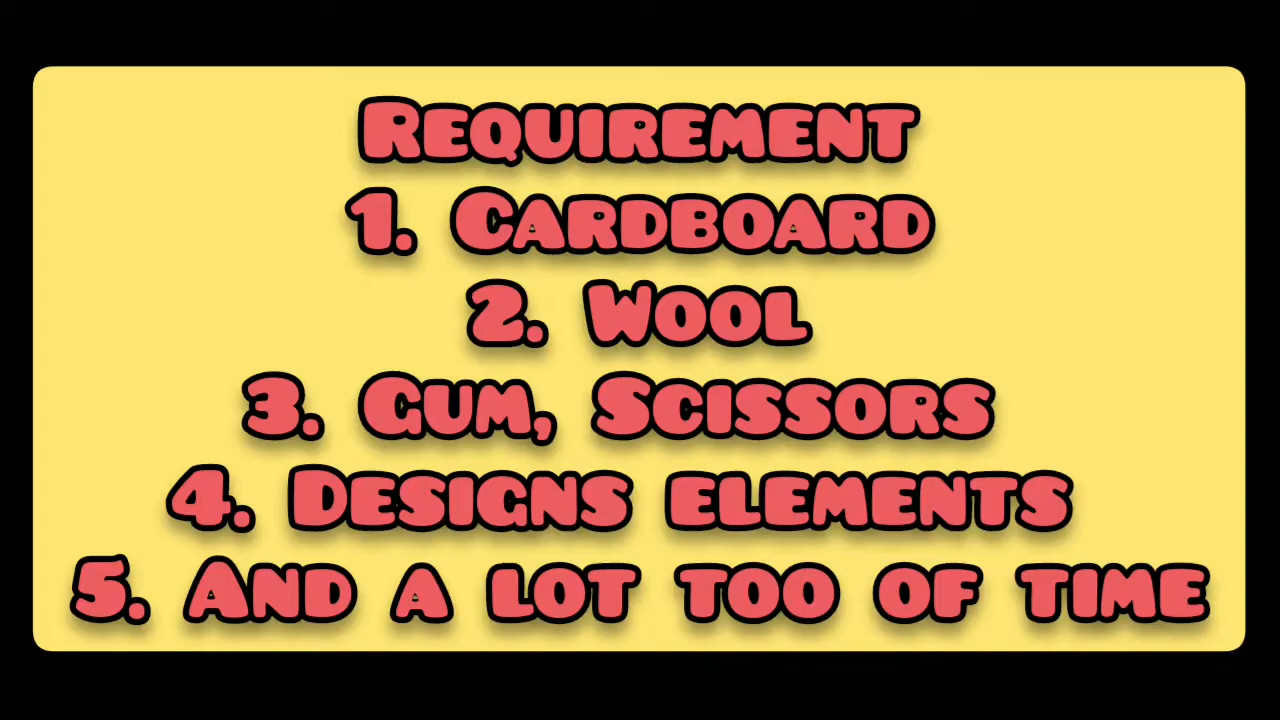 Requirement
1. Cardboard
2. Wool
3. Gum, Scissors
4. Designs elements
5. And a lot too of time